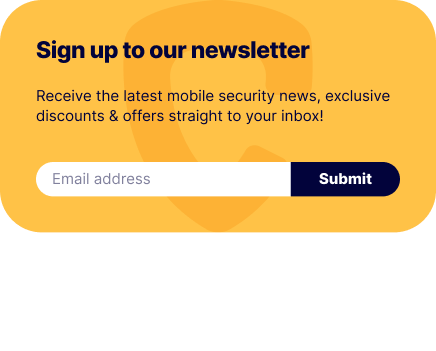 Sign up to our newsletter
Receive the latest mobile security news, exclusive
discounts & offers straight to your inbox!
Email address
Submit